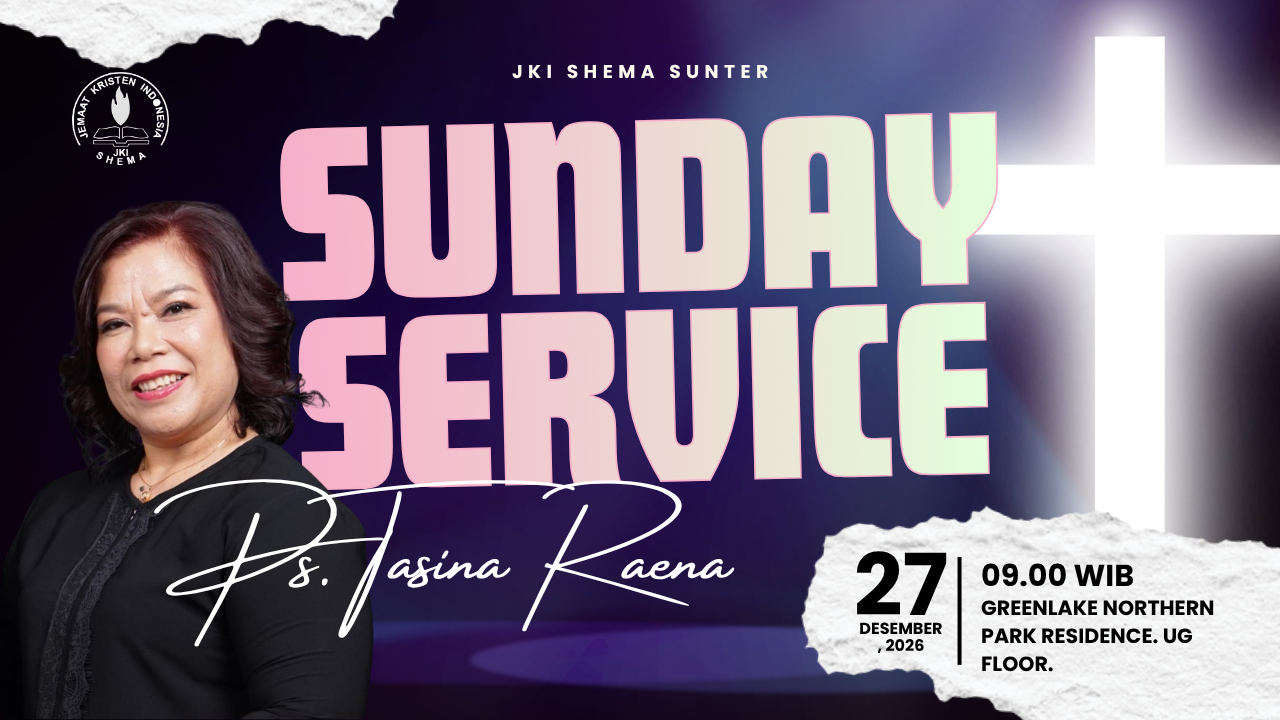 JKI SHEMA SUNTER
JEMAAT KRISTEN INDONESIA
JKI
SHEMA
SUNDAY
SERVICE
Ps. Tasina Raena
27
DESEMBER
, 2026
09.00 WIB
GREENLAKE NORTHERN
PARK RESIDENCE. UG
FLOOR.